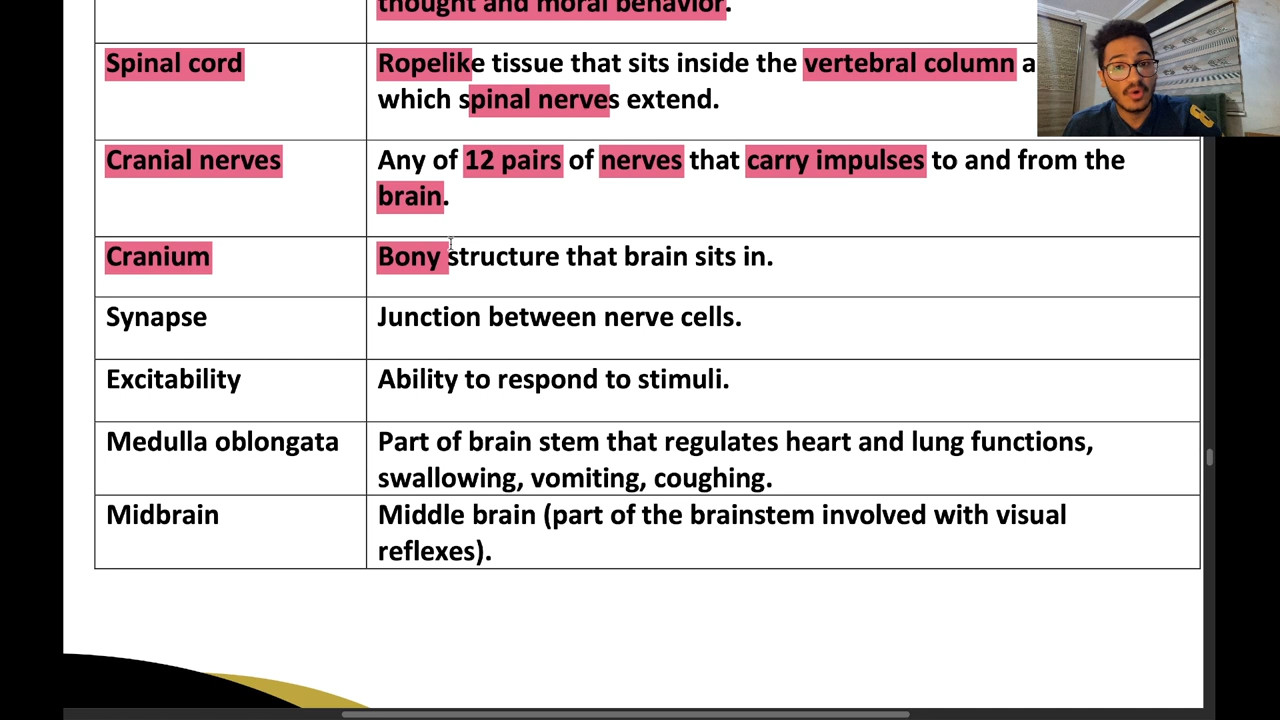 thought and moral behavior.
Spinal cord
Ropelike tissue that sits inside the vertebral column a
which spinal nerves extend.
Cranial nerves
Any of 12 pairs of nerves that carry impulses to and from the
brain.
Cranium
Bony structure that brain sits in.
Synapse
Junction between nerve cells.
Excitability
Ability to respond to stimuli.
Medulla oblongata
Part of brain stem that regulates heart and lung functions,
swallowing, vomiting, coughing.
Midbrain
Middle brain (part of the brainstem involved with visual
reflexes).